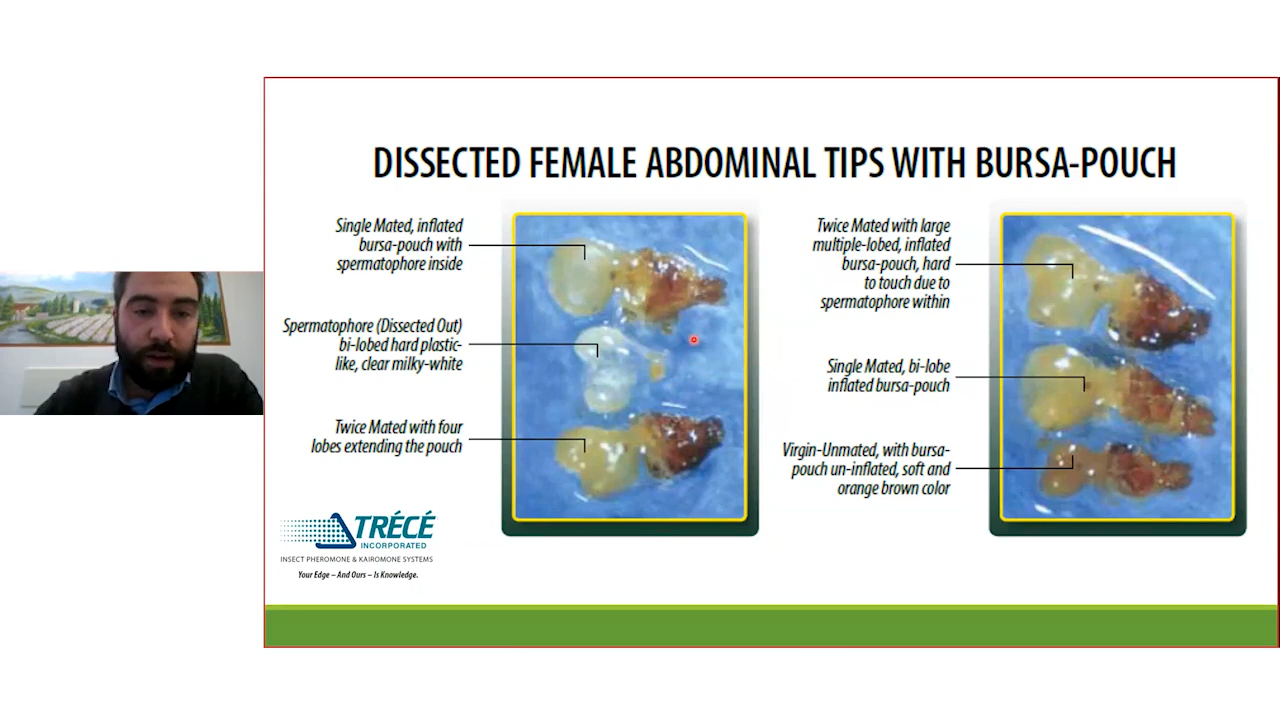 DISSECTED FEMALE ABDOMINAL TIPS WITH BURSA-POUCH
Single Mated, inflated
bursa-pouch with
spermatophore inside
Spermatophore (Dissected Out)
bi-lobed hard plastic-
like, clear milky-white
Twice Mated with four
lobes extending the pouch
Twice Mated with large
multiple-lobed, inflated
bursa-pouch, hard
to touch due to
spermatophore within
Single Mated, bi-lobe
inflated bursa-pouch
Virgin-Unmated, with bursa-
pouch un-inflated, soft and
orange brown color
TRÉCÉ
INCORPORATED
INSECT PHEROMONE & KAIROMONE SYSTEMS
Your Edge – And Ours – Is Knowledge.